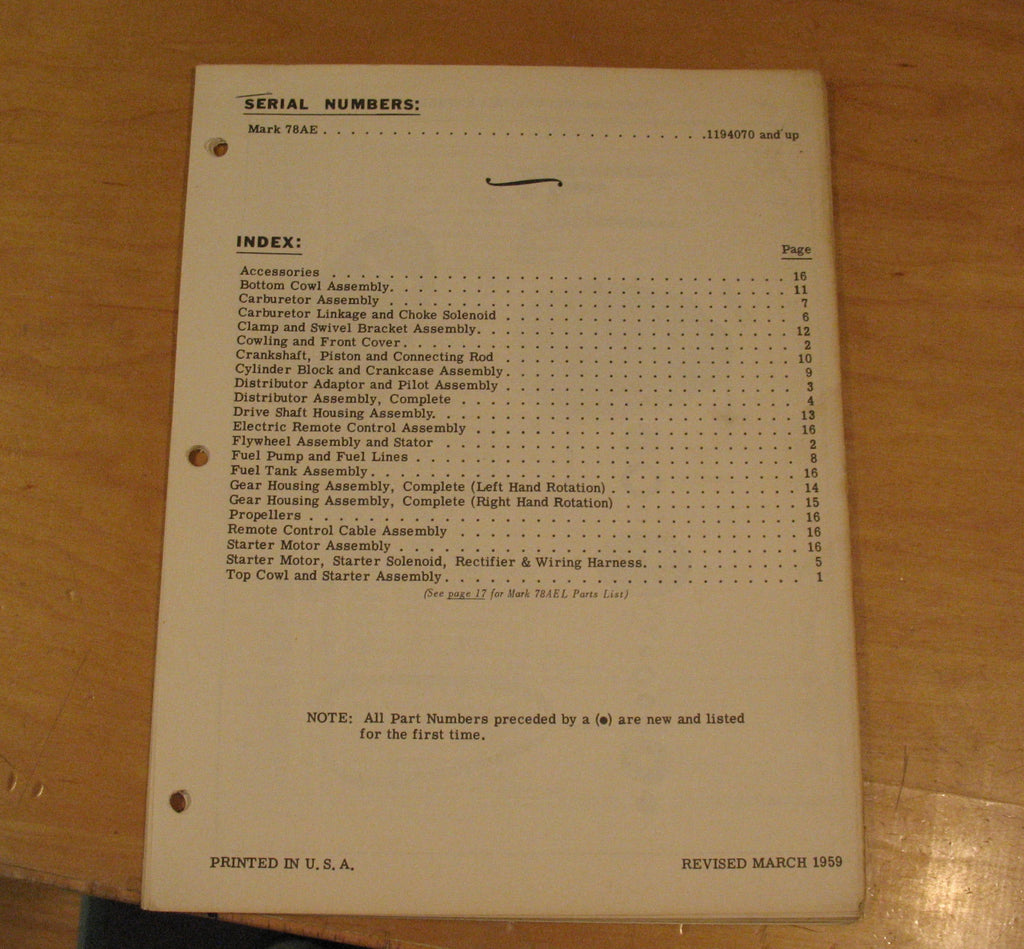 SERIAL NUMBERS:
Mark 78AE . . . . . . . . . . . . . . . . . . . . . . . . . . . .1194070 and up
INDEX:
Page
Accessories . . . . . . . . . . . . . . . . . . . . . . . . . . . . . . . . 16
Bottom Cowl Assembly. . . . . . . . . . . . . . . . . . . . . . . . . . . . 11
Carburetor Assembly . . . . . . . . . . . . . . . . . . . . . . . . . . . . 7
Carburetor Linkage and Choke Solenoid . . . . . . . . . . . . . . . . . . . . 6
Clamp and Swivel Bracket Assembly. . . . . . . . . . . . . . . . . . . . . . 12
Cowling and Front Cover . . . . . . . . . . . . . . . . . . . . . . . . . . . 2
Crankshaft, Piston and Connecting Rod . . . . . . . . . . . . . . . . . . . . 10
Cylinder Block and Crankcase Assembly . . . . . . . . . . . . . . . . . . . . 9
Distributor Adaptor and Pilot Assembly . . . . . . . . . . . . . . . . . . . . 3
Distributor Assembly, Complete . . . . . . . . . . . . . . . . . . . . . . . 4
Drive Shaft Housing Assembly. . . . . . . . . . . . . . . . . . . . . . . . . 13
Electric Remote Control Assembly . . . . . . . . . . . . . . . . . . . . . . 16
Flywheel Assembly and Stator . . . . . . . . . . . . . . . . . . . . . . . . 2
Fuel Pump and Fuel Lines . . . . . . . . . . . . . . . . . . . . . . . . . . 8
Fuel Tank Assembly . . . . . . . . . . . . . . . . . . . . . . . . . . . . . 16
Gear Housing Assembly, Complete (Left Hand Rotation) . . . . . . . . . . . . . 14
Gear Housing Assembly, Complete (Right Hand Rotation) . . . . . . . . . . . . 15
Propellers . . . . . . . . . . . . . . . . . . . . . . . . . . . . . . . . . 16
Remote Control Cable Assembly . . . . . . . . . . . . . . . . . . . . . . . . 16
Starter Motor Assembly . . . . . . . . . . . . . . . . . . . . . . . . . . . 16
Starter Motor, Starter Solenoid, Rectifier & Wiring Harness. . . . . . . . . . . 5
Top Cowl and Starter Assembly . . . . . . . . . . . . . . . . . . . . . . . . 1
(See page 17 for Mark 78AEL Parts List)
NOTE: All Part Numbers preceded by a (●) are new and listed
for the first time.
PRINTED IN U. S. A.
REVISED MARCH 1959